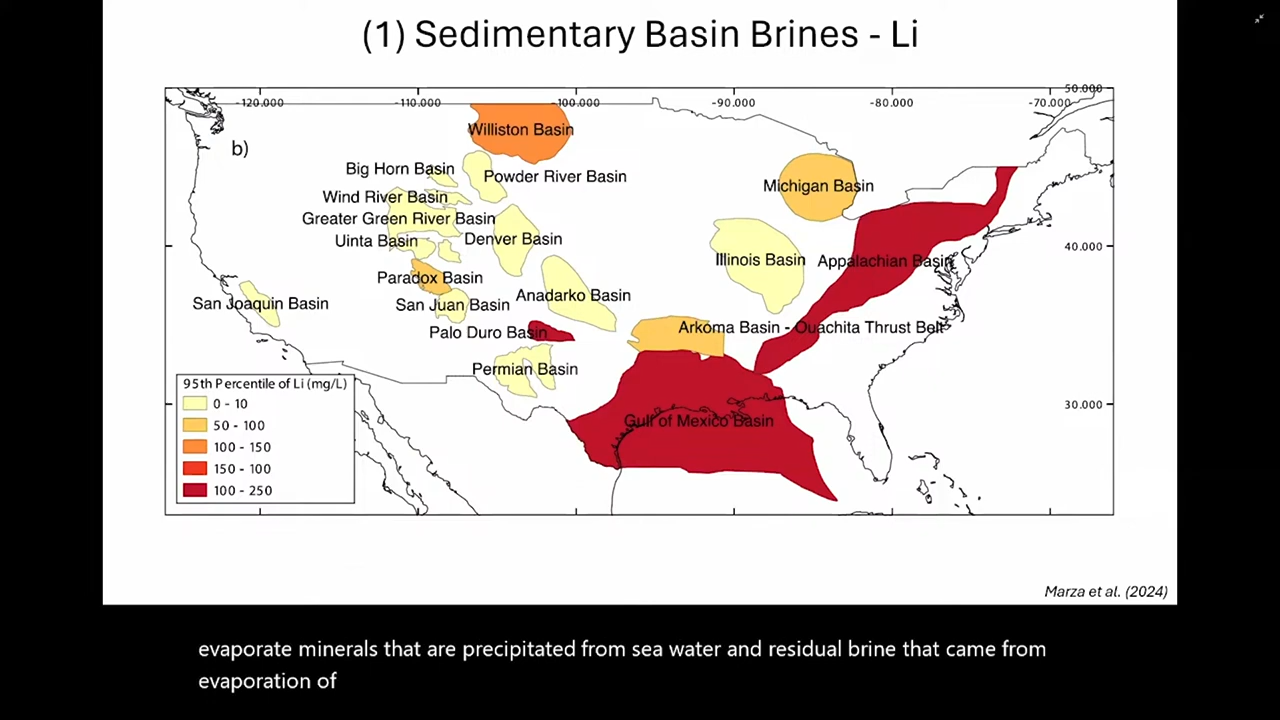 (1) Sedimentary Basin Brines - Li
-120.000 -110.000 -100.000 -90.000 -80.000 -70.000 50.000
b)
Williston Basin
Big Horn Basin
Powder River Basin
Michigan Basin
Wind River Basin
Greater Green River Basin
Uinta Basin
Denver Basin
40.000
Illinois Basin
Appalachian Basin
Paradox Basin
San Joaquin Basin
San Juan Basin
Anadarko Basin
Palo Duro Basin
Arkoma Basin - Ouachita Thrust Belt
Permian Basin
95th Percentile of Li (mg/L)
0 - 10
50 - 100
100 - 150
150 - 100
100 - 250
30.000
Gulf of Mexico Basin
Marza et al. (2024)
evaporate minerals that are precipitated from sea water and residual brine that came from
evaporation of